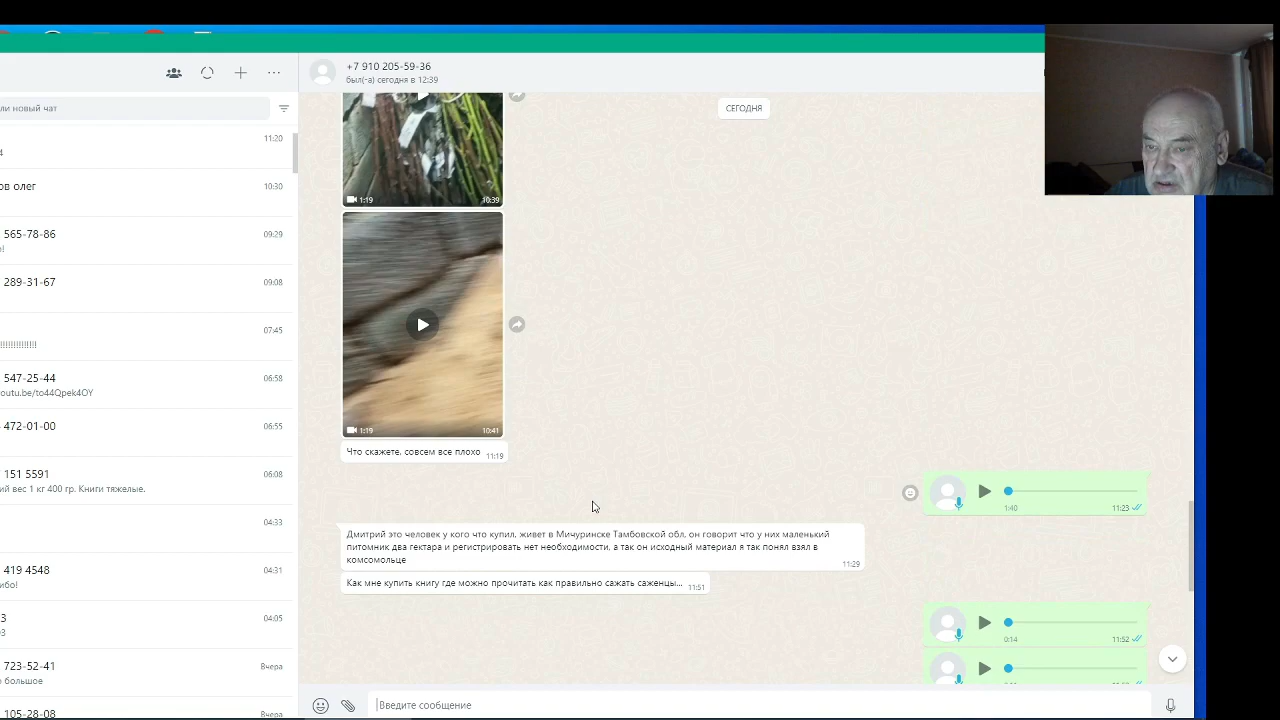 ли новый чат
11:20
4
ов олег
10:30
565-78-86
09:29
!
289-31-67
09:08
07:45
!!!!!!!!!!!!!!
547-25-44
06:58
outu.be/to44Qpek4OY
472-01-00
06:55
151 5591
06:08
ий вес 1 кг 400 гр. Книги тяжелые.
04:33
419 4548
04:31
ибо!
3
04:05
03
723-52-41
Вчера
о большое
105-28-08
Вчера
+7 910 205-59-36
был(-а) сегодня в 12:39
СЕГОДНЯ
1:19
10:39
1:19
10:41
Что скажете, совсем все плохо
11:19
1:40
11:23
Дмитрий это человек у кого что купил, живет в Мичуринске Тамбовской обл, он говорит что у них маленький
питомник два гектара и регистрировать нет необходимости, а так он исходный материал я так понял взял в
комсомольце
11:29
Как мне купить книгу где можно прочитать как правильно сажать саженцы...
11:51
0:14
11:52
Введите сообщение